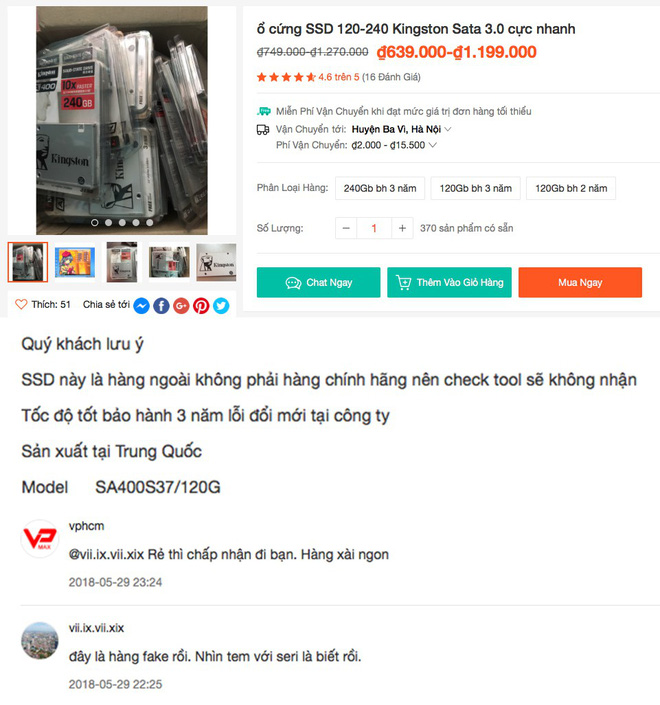 ổ cứng SSD 120-240 Kingston Sata 3.0 cực nhanh
₫749.000-₫1.270.000 ₫639.000-₫1.199.000
4.6 trên 5 (16 Đánh Giá)
Miễn Phí Vận Chuyển khi đạt mức giá trị đơn hàng tối thiểu
Vận Chuyển tới: Huyện Ba Vì, Hà Nội
Phí Vận Chuyển: ₫2.000 - ₫15.500
Phân Loại Hàng: 240Gb bh 3 năm 120Gb bh 3 năm 120Gb bh 2 năm
Số Lượng: − 1 + 370 sản phẩm có sẵn
Chat Ngay Thêm Vào Giỏ Hàng Mua Ngay
Kingston
10x
FASTER
240GB
Kingston
Thích: 51 Chia sẻ tới
Quý khách lưu ý
SSD này là hàng ngoài không phải hàng chính hãng nên check tool sẽ không nhận
Tốc độ tốt bảo hành 3 năm lỗi đổi mới tại công ty
Sản xuất tại Trung Quốc
Model SA400S37/120G
VP
MAX
vphcm
@vii.ix.vii.xix Rẻ thì chấp nhận đi bạn. Hàng xài ngon
2018-05-29 23:24
vii.ix.vii.xix
đây là hàng fake rồi. Nhìn tem với seri là biết rồi.
2018-05-29 22:25